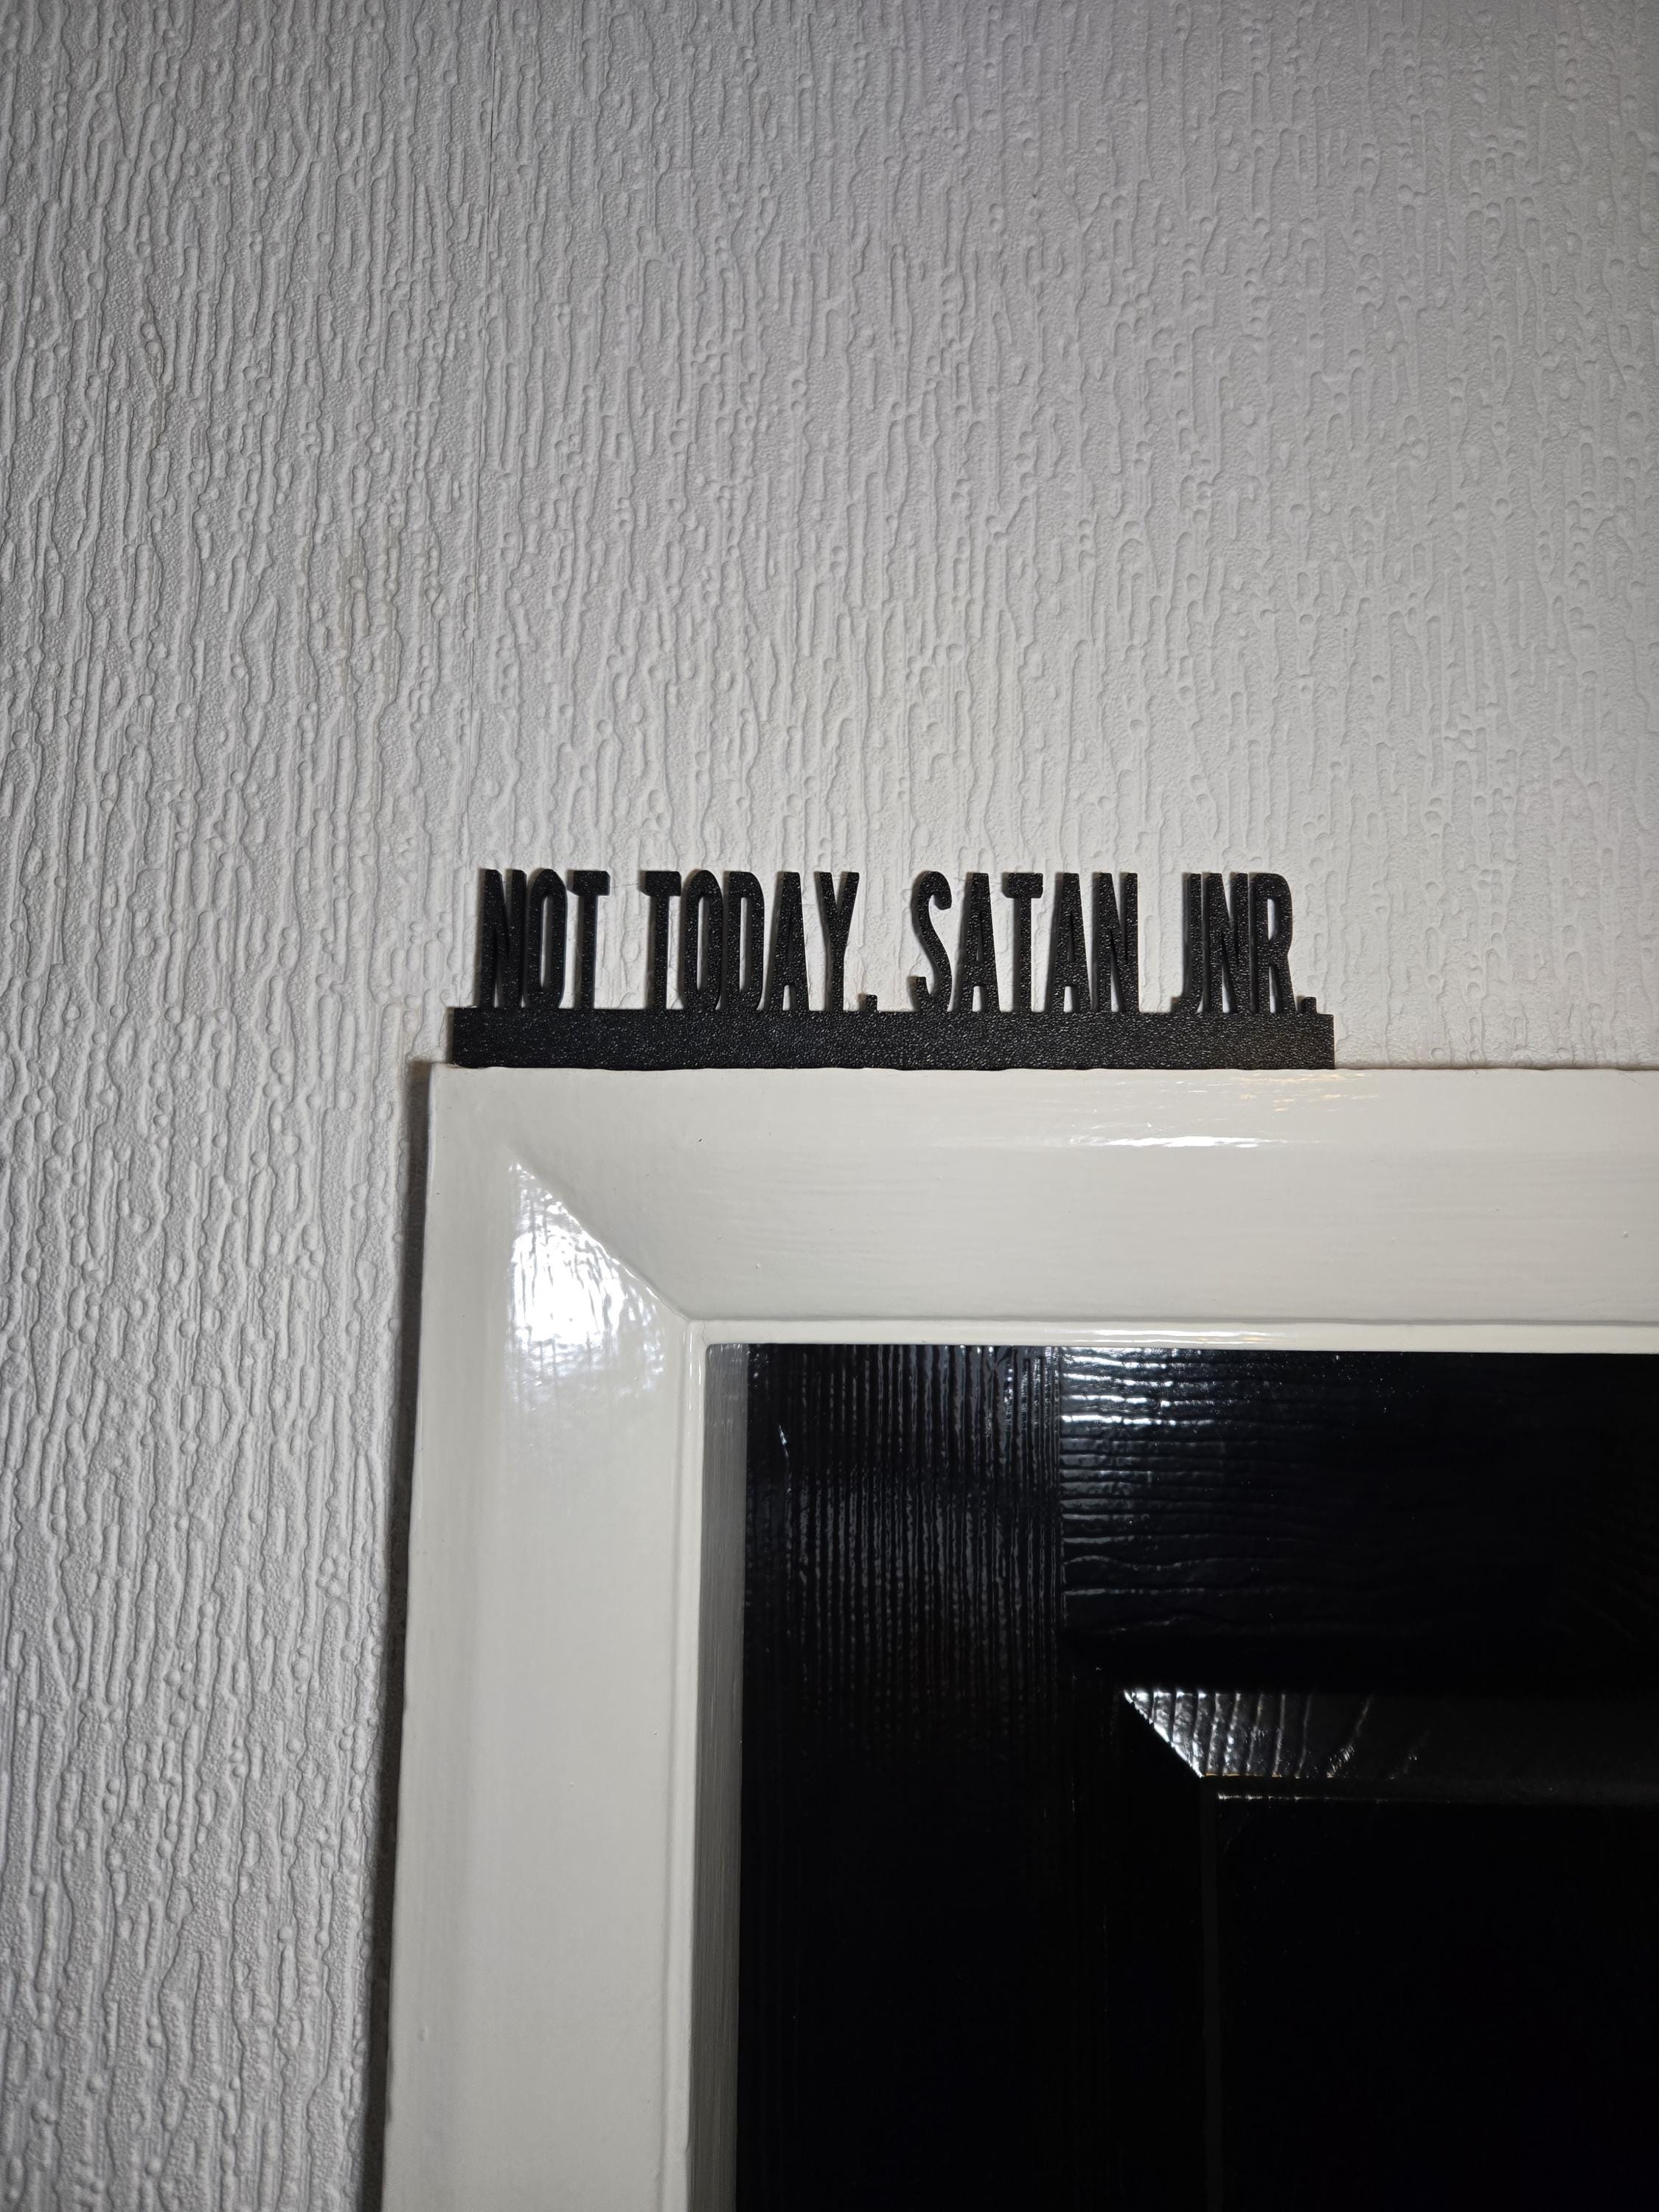 NOT TODAY. SATAN JNR.